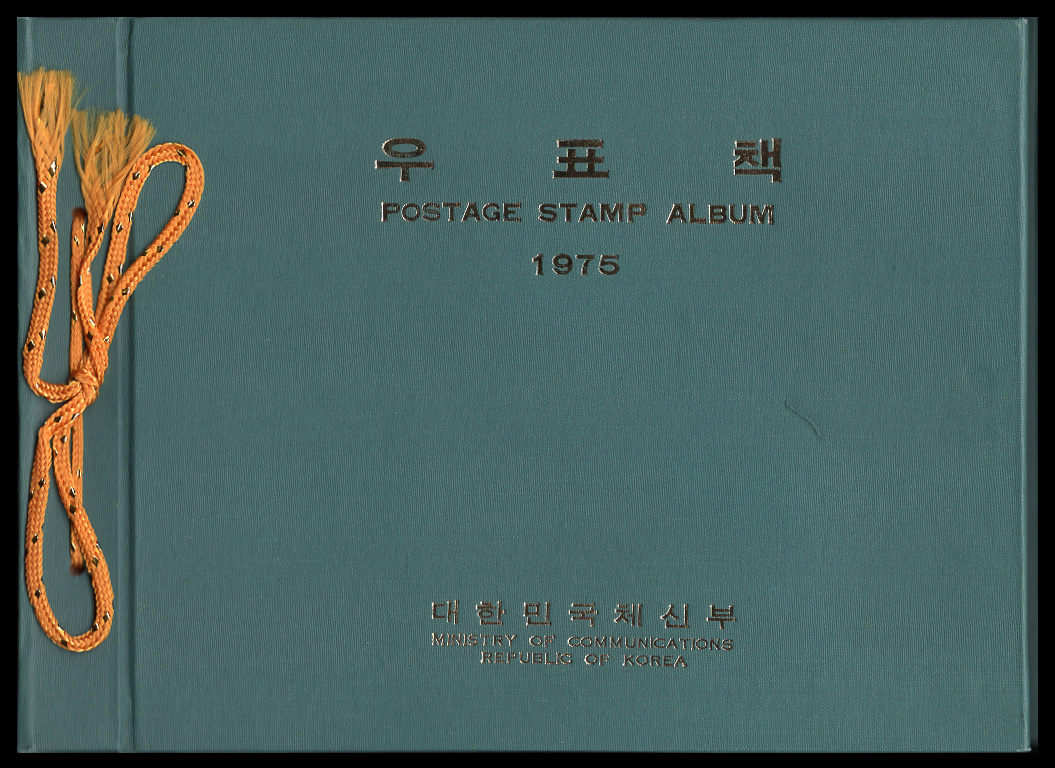 우 표 책
POSTAGE STAMP ALBUM
1975
대한민국체신부
MINISTRY OF COMMUNICATIONS
REPUBLIC OF KOREA